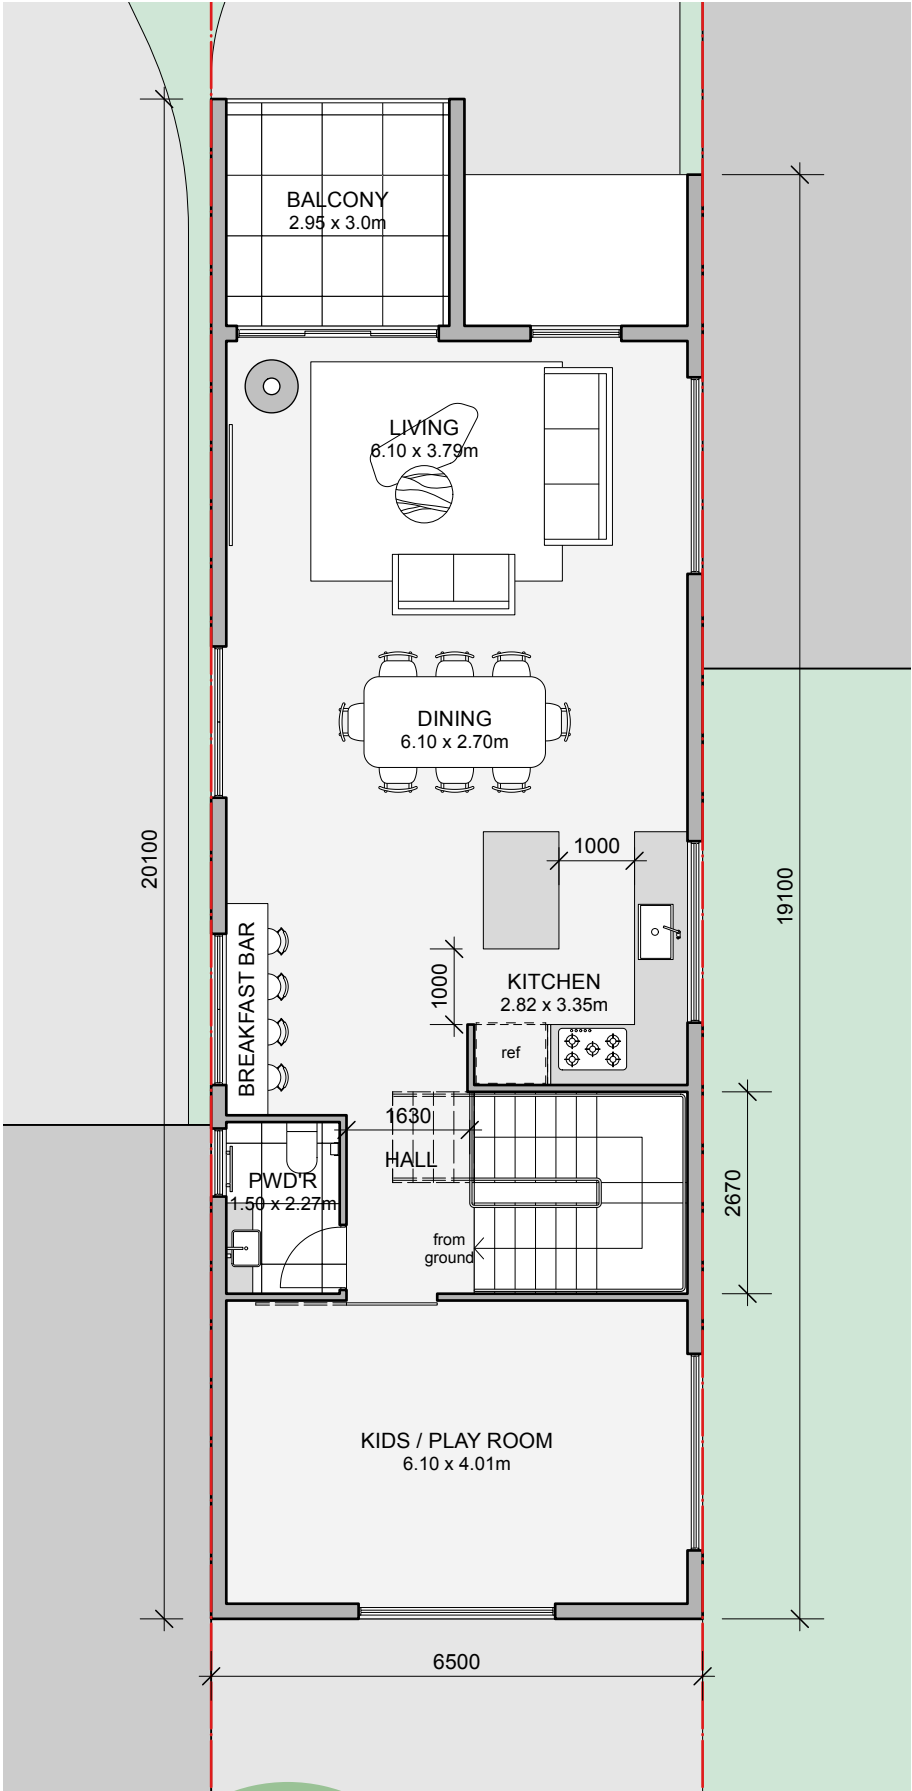 BALCONY
2.95 x 3.0m
LIVING
6.10 x 3.79m
DINING
6.10 x 2.70m
1000
20100
19100
BREAKFAST BAR
1000
KITCHEN
2.82 x 3.35m
ref
1630
HALL
PWD'R
1.50 x 2.27m
2670
from
ground
KIDS / PLAY ROOM
6.10 x 4.01m
6500